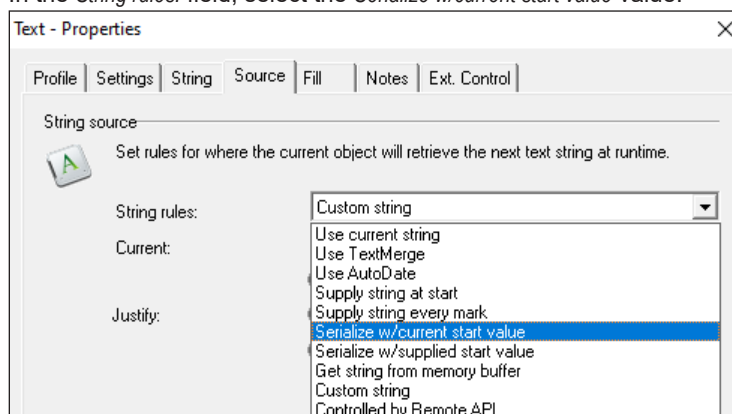 In the String rules: field, select the Serialize w/current start value value.
Text - Properties
Profile Settings String Source Fill Notes Ext. Control
String source
Set rules for where the current object will retrieve the next text string at runtime.
A
String rules: Custom string
Use current string
Current:
Use TextMerge
Use AutoDate
Supply string at start
Justify: Supply string every mark
Serialize w/current start value
Serialize w/supplied start value
Get string from memory buffer
Custom string
Controlled by Remote API